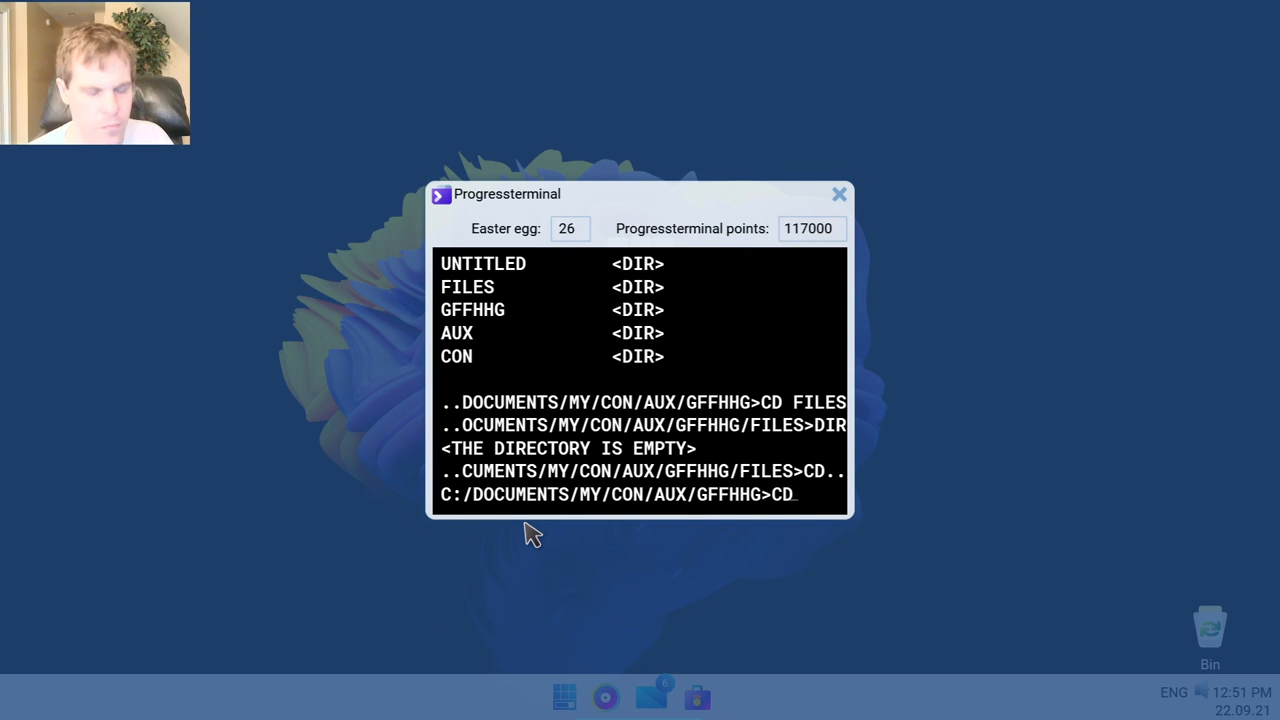 Progressterminal
Easter egg: 26 Progressterminal points: 117000
UNTITLED <DIR>
FILES <DIR>
GFFHHG <DIR>
AUX <DIR>
CON <DIR>
..DOCUMENTS/MY/CON/AUX/GFFHHG>CD FILES
..OCUMENTS/MY/CON/AUX/GFFHHG/FILES>DIR
<THE DIRECTORY IS EMPTY>
..CUMENTS/MY/CON/AUX/GFFHHG/FILES>CD..
C:/DOCUMENTS/MY/CON/AUX/GFFHHG>CD_
Bin
6
ENG 12:51 PM
22.09.21